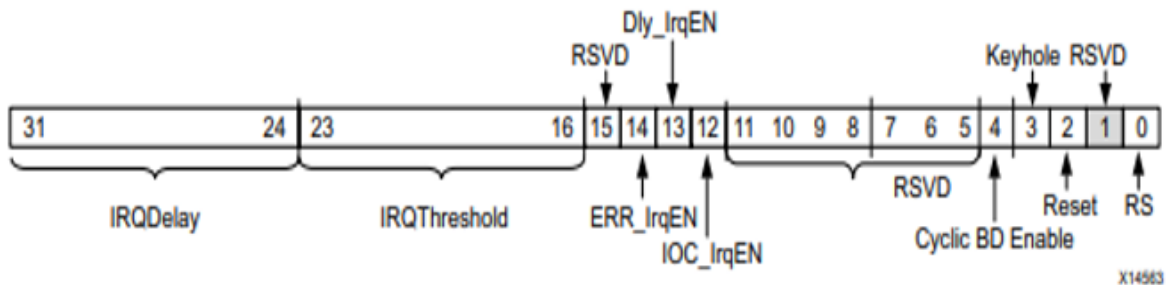 Dly_IrqEN
RSVD Keyhole RSVD
31 24 23 16 15 14 13 12 11 10 9 8 7 6 5 4 3 2 1 0
IRQDelay IRQThreshold ERR_IrqEN RSVD Reset RS
IOC_IrqEN Cyclic BD Enable
X14563